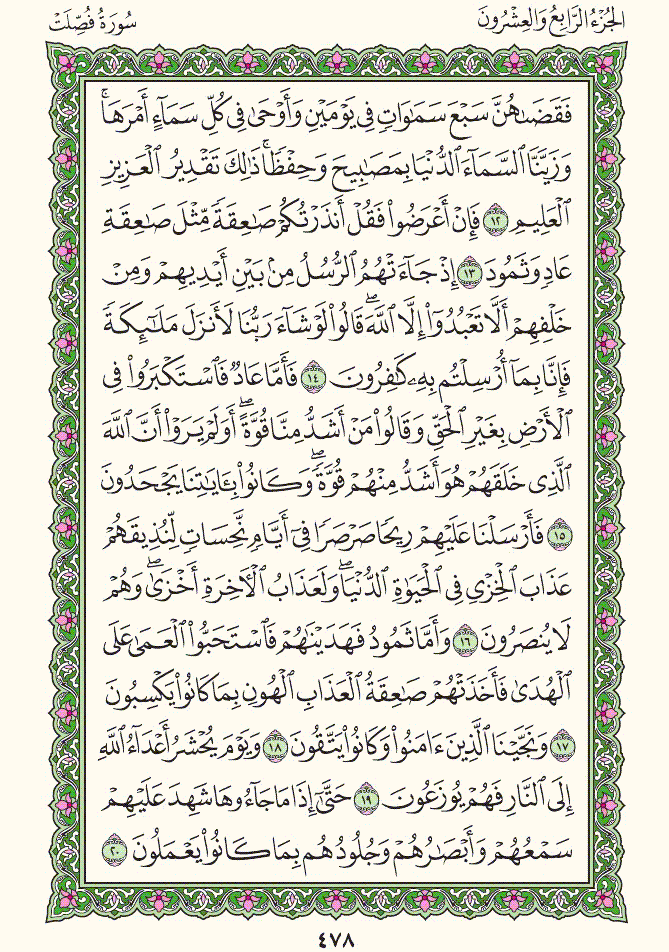 الجُزْءُ الرَّابِعُ وَالعِشْرُونَ
سُورَةُ فُصِّلَتْ
فَقَضَىٰهُنَّ سَبْعَ سَمَٰوَاتٖ فِي يَوْمَيْنِ وَأَوْحَىٰ فِي كُلِّ سَمَآءٍ أَمْرَهَاۚ
وَزَيَّنَّا ٱلسَّمَآءَ ٱلدُّنْيَا بِمَصَٰبِيحَ وَحِفْظٗاۚ ذَٰلِكَ تَقْدِيرُ ٱلْعَزِيزِ
ٱلْعَلِيمِ ١٢ فَإِنْ أَعْرَضُوا۟ فَقُلْ أَنذَرْتُكُمْ صَٰعِقَةٗ مِّثْلَ صَٰعِقَةِ
عَادٖ وَثَمُودَ ١٣ إِذْ جَآءَتْهُمُ ٱلرُّسُلُ مِنۢ بَيْنِ أَيْدِيهِمْ وَمِنْ
خَلْفِهِمْ أَلَّا تَعْبُدُوٓا۟ إِلَّا ٱللَّهَۖ قَالُوا۟ لَوْ شَآءَ رَبُّنَا لَأَنزَلَ مَلَٰٓئِكَةٗ
فَإِنَّا بِمَآ أُرْسِلْتُم بِهِۦ كَٰفِرُونَ ١٤ فَأَمَّا عَادٞ فَٱسْتَكْبَرُوا۟ فِي
ٱلْأَرْضِ بِغَيْرِ ٱلْحَقِّ وَقَالُوا۟ مَنْ أَشَدُّ مِنَّا قُوَّةًۖ أَوَلَمْ يَرَوْا۟ أَنَّ ٱللَّهَ
ٱلَّذِي خَلَقَهُمْ هُوَ أَشَدُّ مِنْهُمْ قُوَّةٗۖ وَكَانُوا۟ بِـَٔايَٰتِنَا يَجْحَدُونَ
١٥ فَأَرْسَلْنَا عَلَيْهِمْ رِيحٗا صَرْصَرٗا فِيٓ أَيَّامٖ نَّحِسَاتٖ لِّنُذِيقَهُمْ
عَذَابَ ٱلْخِزْيِ فِي ٱلْحَيَوٰةِ ٱلدُّنْيَاۖ وَلَعَذَابُ ٱلْأٓخِرَةِ أَخْزَىٰۖ وَهُمْ
لَا يُنصَرُونَ ١٦ وَأَمَّا ثَمُودُ فَهَدَيْنَٰهُمْ فَٱسْتَحَبُّوا۟ ٱلْعَمَىٰ عَلَى
ٱلْهُدَىٰ فَأَخَذَتْهُمْ صَٰعِقَةُ ٱلْعَذَابِ ٱلْهُونِ بِمَا كَانُوا۟ يَكْسِبُونَ
١٧ وَنَجَّيْنَا ٱلَّذِينَ ءَامَنُوا۟ وَكَانُوا۟ يَتَّقُونَ ١٨ وَيَوْمَ يُحْشَرُ أَعْدَآءُ ٱللَّهِ
إِلَى ٱلنَّارِ فَهُمْ يُوزَعُونَ ١٩ حَتَّىٰٓ إِذَا مَا جَآءُوهَا شَهِدَ عَلَيْهِمْ
سَمْعُهُمْ وَأَبْصَٰرُهُمْ وَجُلُودُهُم بِمَا كَانُوا۟ يَعْمَلُونَ ٢٠
٤٧٨